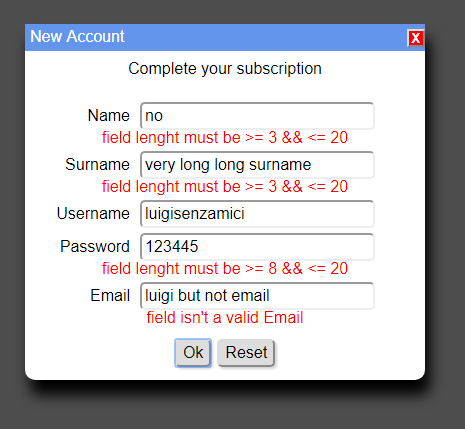 New Account X
Complete your subscription
Name no
field lenght must be >= 3 && <= 20
Surname very long long surname
field lenght must be >= 3 && <= 20
Username luigisenzamici
Password 123445
field lenght must be >= 8 && <= 20
Email luigi but not email
field isn't a valid Email
Ok Reset